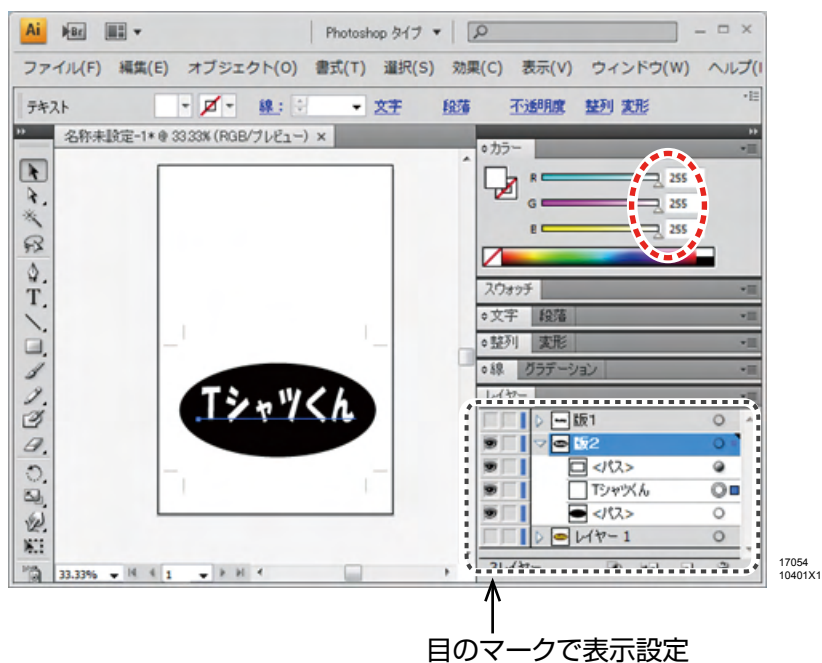 Ai Br Photoshop タイプ
ファイル(F) 編集(E) オブジェクト(O) 書式(T) 選択(S) 効果(C) 表示(V) ウィンドウ(W) ヘルプ(
テキスト 線: 文字 段落 不透明度 整列 変形
名称未設定-1* @ 33.33% (RGB/プレビュー) ×
カラー
R 255
G 255
B 255
スウォッチ
文字 段落
整列 変形
線 グラデーション
レイヤー
版1
版2
<パス>
Tシャツくん
<パス>
レイヤー 1
Tシャツくん
33.33% 1
17054
10401X1
目のマークで表示設定